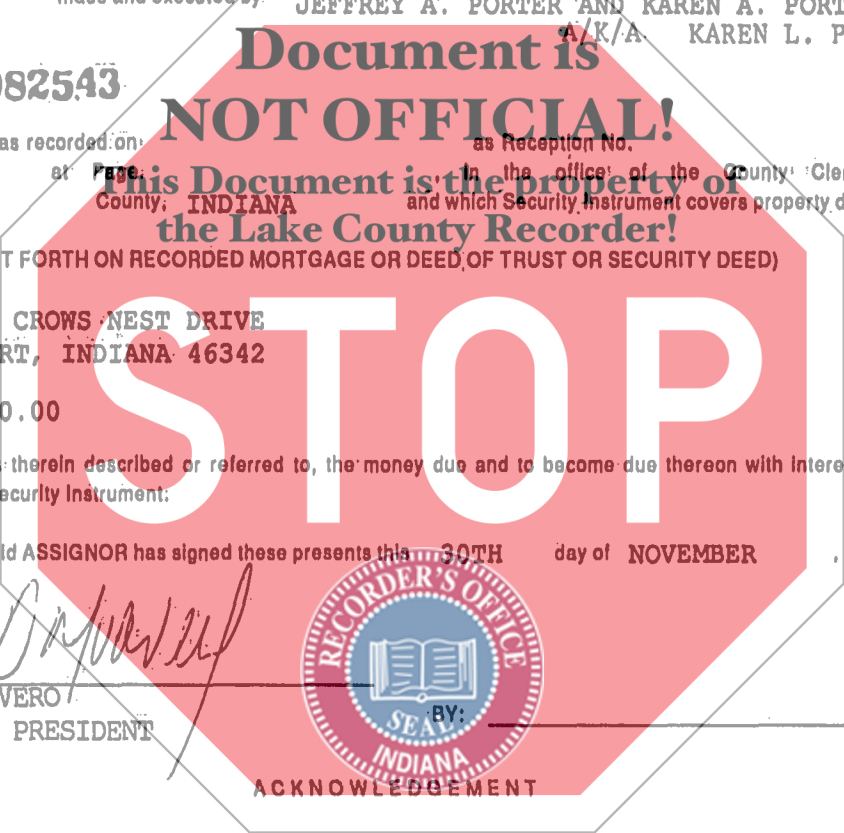 JEFFREY A. PORTER AND KAREN A. PORT
A/K/A KAREN L. P
Document is
082543
NOT OFFICIAL!
as recorded on as Reception No.
at Page , in the office of the County Cle
This Document is the property of
County, INDIANA and which Security Instrument covers property d
the Lake County Recorder!
T FORTH ON RECORDED MORTGAGE OR DEED OF TRUST OR SECURITY DEED)
CROWS NEST DRIVE
RT, INDIANA 46342
STOP
0.00
therein described or referred to, the money due and to become due thereon with intere
ecurity Instrument:
id ASSIGNOR has signed these presents this 30TH day of NOVEMBER
RECORDER'S OFFICE
SEAL
INDIANA
VERO
BY:
PRESIDENT
ACKNOWLEDGEMENT